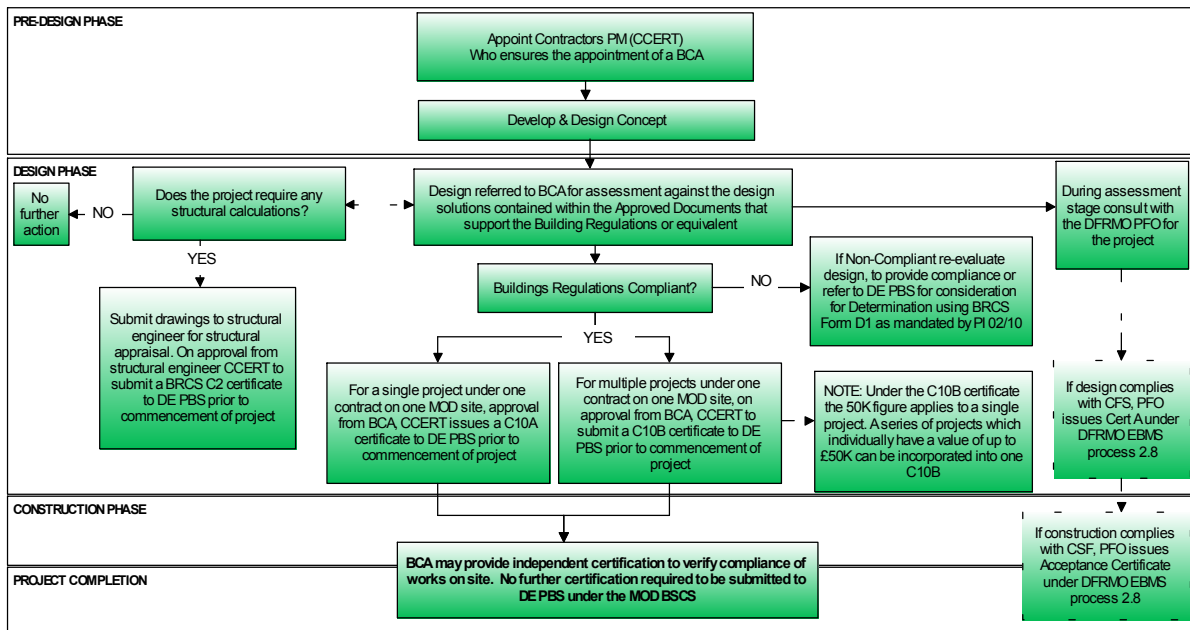 PRE-DESIGN PHASE
Appoint Contractors PM (CCERT)
Who ensures the appointment of a BCA
Develop & Design Concept
DESIGN PHASE
No
further
action
NO
Does the project require any
structural calculations?
YES
Submit drawings to structural
engineer for structural
appraisal. On approval from
structural engineer CCERT to
submit a BRCS C2 certificate
to DE PBS prior to
commencement of project
Design referred to BCA for assessment against the design
solutions contained within the Approved Documents that
support the Building Regulations or equivalent
Buildings Regulations Compliant?
NO
If Non-Compliant re-evaluate
design, to provide compliance or
refer to DE PBS for consideration
for Determination using BRCS
Form D1 as mandated by PI 02/10
YES
For a single project under one
contract on one MOD site, approval
from BCA, CCERT issues a C10A
certificate to DE PBS prior to
commencement of project
For multiple projects under one
contract on one MOD site, on
approval from BCA, CCERT to
submit a C10B certificate to DE
PBS prior to commencement of
project
NOTE: Under the C10B certificate
the 50K figure applies to a single
project. A series of projects which
individually have a value of up to
£50K can be incorporated into one
C10B
During assessment
stage consult with
the DFRMO PFO for
the project
If design complies
with CFS, PFO
issues Cert A under
DFRMO EBMS
process 2.8
CONSTRUCTION PHASE
If construction complies
with CSF, PFO issues
Acceptance Certificate
under DFRMO EBMS
process 2.8
PROJECT COMPLETION
BCA may provide independent certification to verify compliance of
works on site. No further certification required to be submitted to
DE PBS under the MOD BSCS